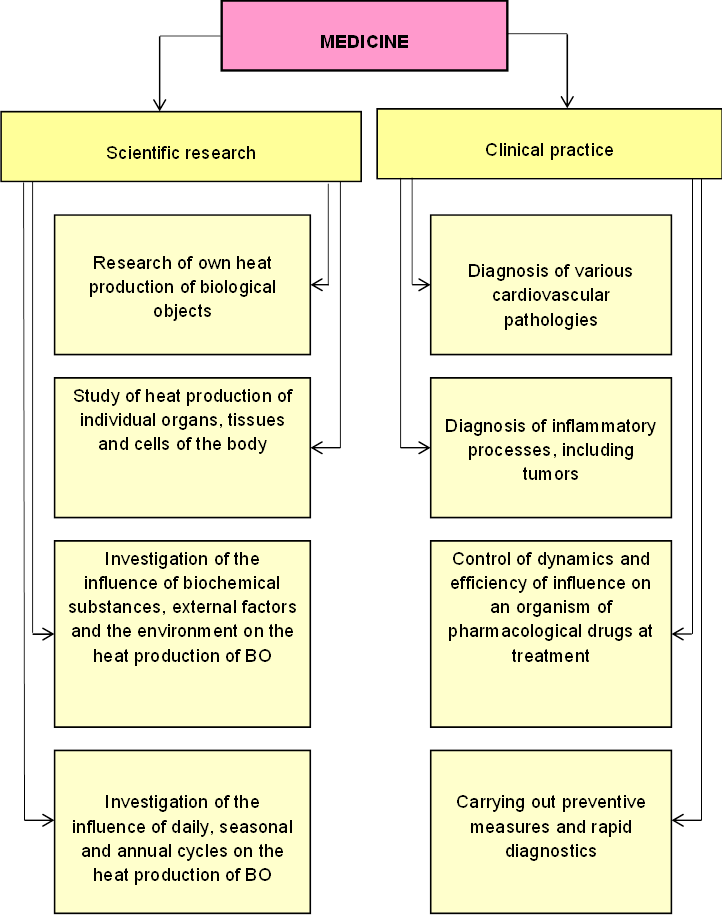 MEDICINE
Scientific research
Clinical practice
Research of own heat
production of biological
objects
Diagnosis of various
cardiovascular
pathologies
Study of heat production of
individual organs, tissues
and cells of the body
Diagnosis of inflammatory
processes, including
tumors
Investigation of the
influence of biochemical
substances, external factors
and the environment on the
heat production of BO
Control of dynamics and
efficiency of influence on
an organism of
pharmacological drugs at
treatment
Investigation of the
influence of daily, seasonal
and annual cycles on the
heat production of BO
Carrying out preventive
measures and rapid
diagnostics